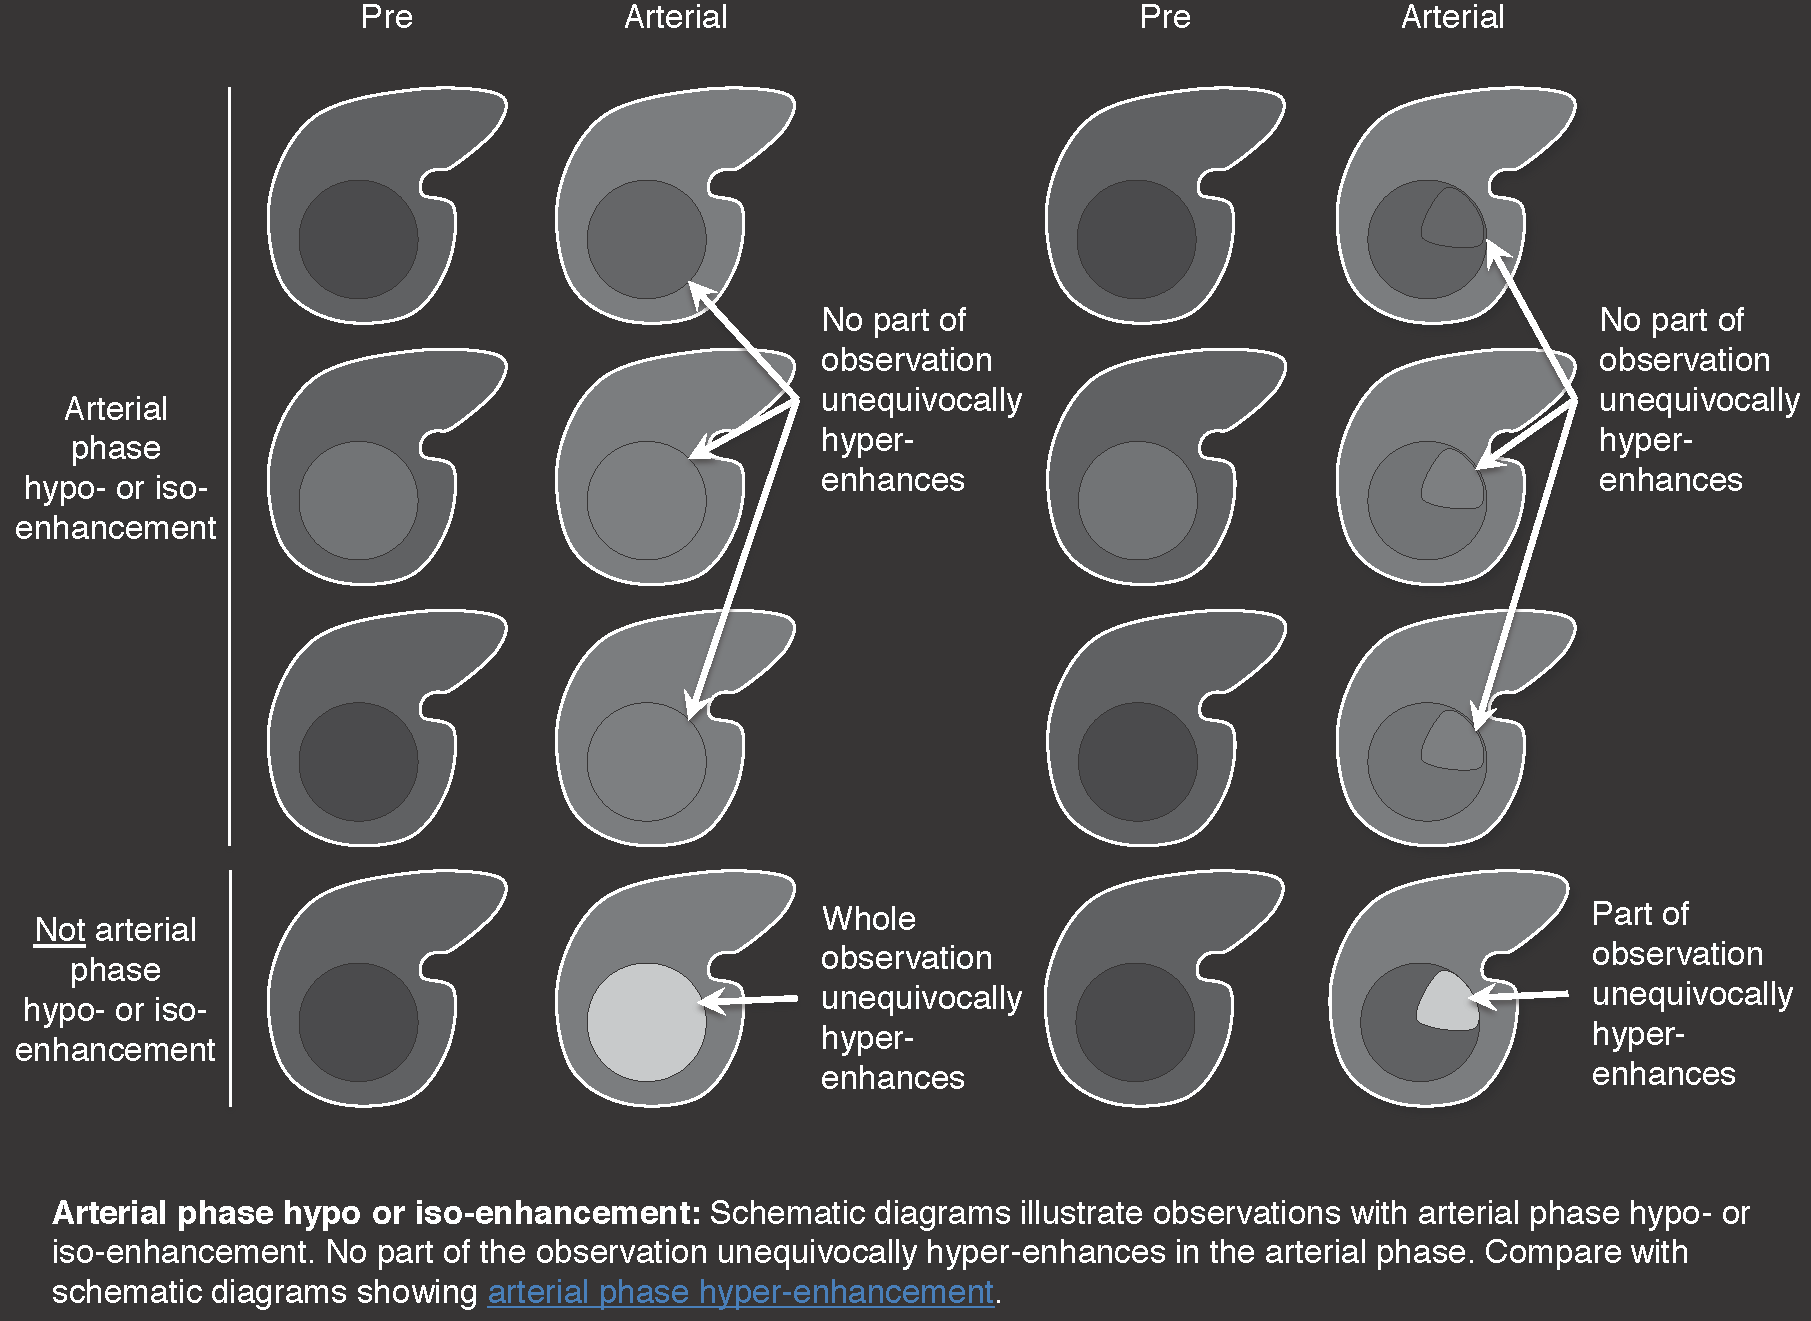 Pre
Arterial
Pre
Arterial
Arterial
phase
hypo- or iso-
enhancement
No part of
observation
unequivocally
hyper-
enhances
No part of
observation
unequivocally
hyper-
enhances
Not arterial
phase
hypo- or iso-
enhancement
Whole
observation
unequivocally
hyper-
enhances
Part of
observation
unequivocally
hyper-
enhances
Arterial phase hypo or iso-enhancement: Schematic diagrams illustrate observations with arterial phase hypo- or
iso-enhancement. No part of the observation unequivocally hyper-enhances in the arterial phase. Compare with
schematic diagrams showing arterial phase hyper-enhancement.